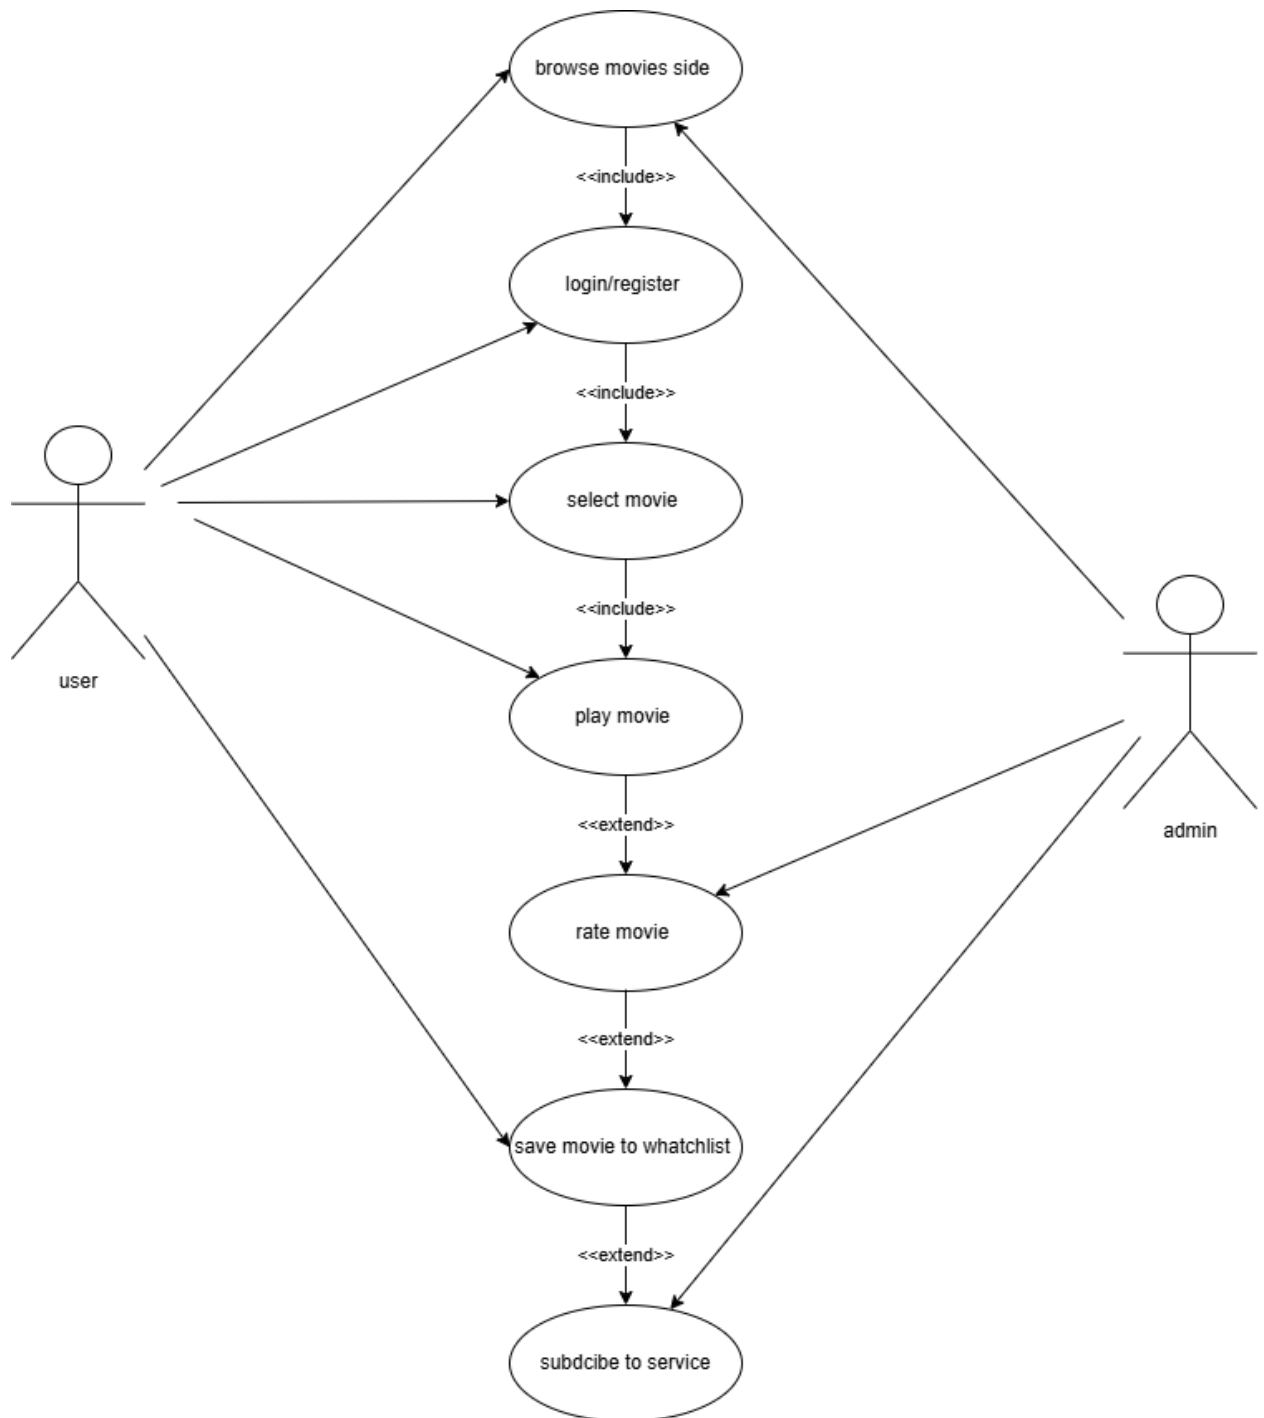 browse movies side
<<include>>
login/register
<<include>>
select movie
<<include>>
user
play movie
<<extend>>
admin
rate movie
<<extend>>
save movie to whatchlist
<<extend>>
subdcibe to service